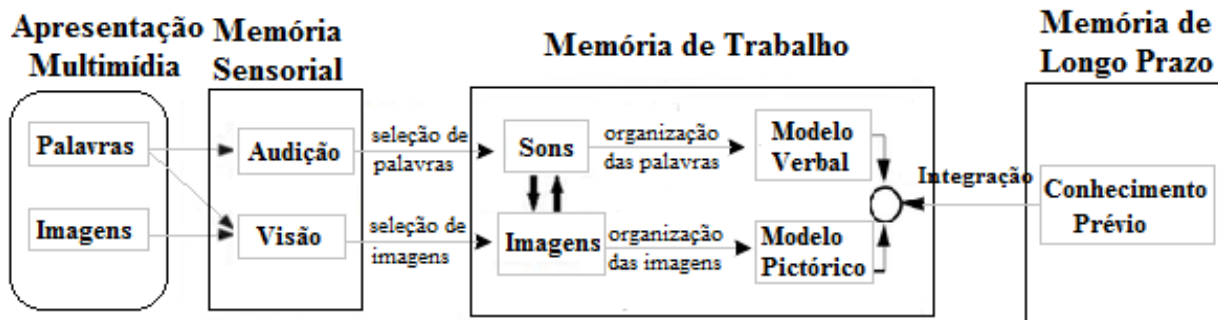 Apresentação
Multimídia
Memória
Sensorial
Memória de Trabalho
Memória de
Longo Prazo
Palavras
Imagens
Audição
Visão
seleção de
palavras
seleção de
imagens
Sons
Imagens
organização
das palavras
organização
das imagens
Modelo
Verbal
Modelo
Pictórico
Integração
Conhecimento
Prévio